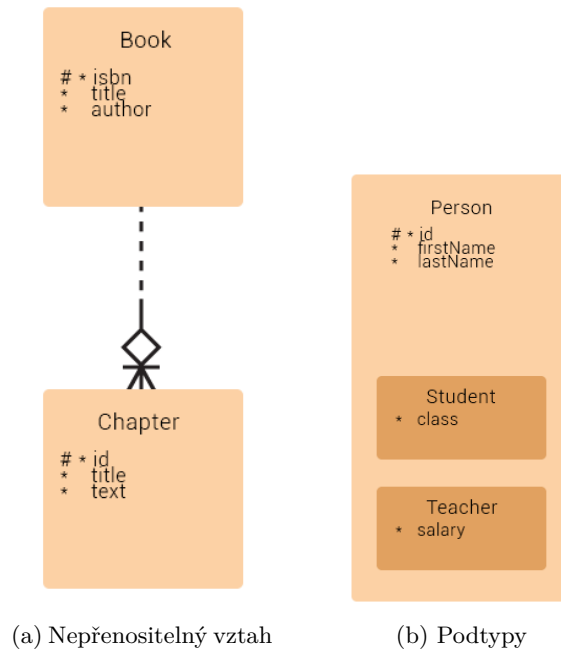 Book
# * isbn
* title
* author
Chapter
# * id
* title
* text
(a) Nepřenositelný vztah
Person
# * id
* firstName
* lastName
Student
* class
Teacher
* salary
(b) Podtypy